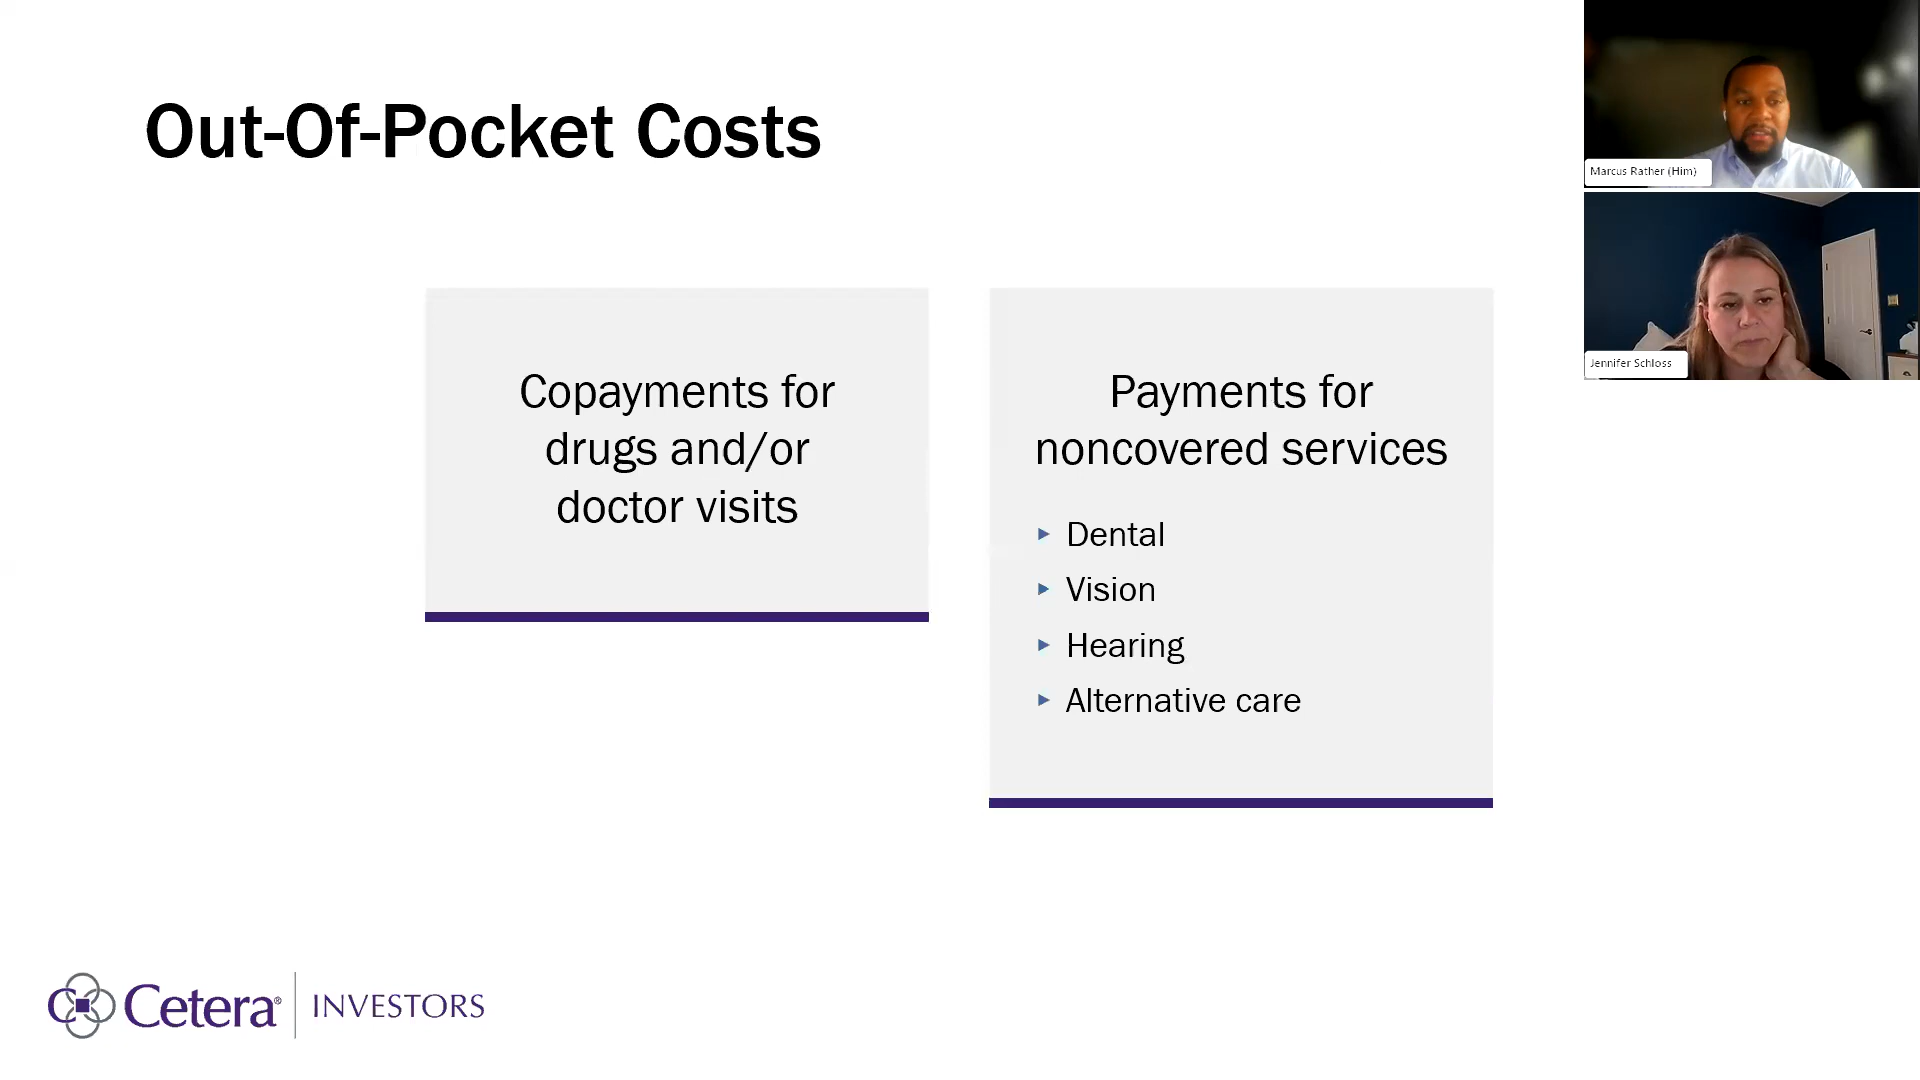 Out-Of-Pocket Costs
Copayments for
drugs and/or
doctor visits
Payments for
noncovered services
Dental
Vision
Hearing
Alternative care
Marcus Rather (Him)
Jennifer Schloss
Cetera® | INVESTORS